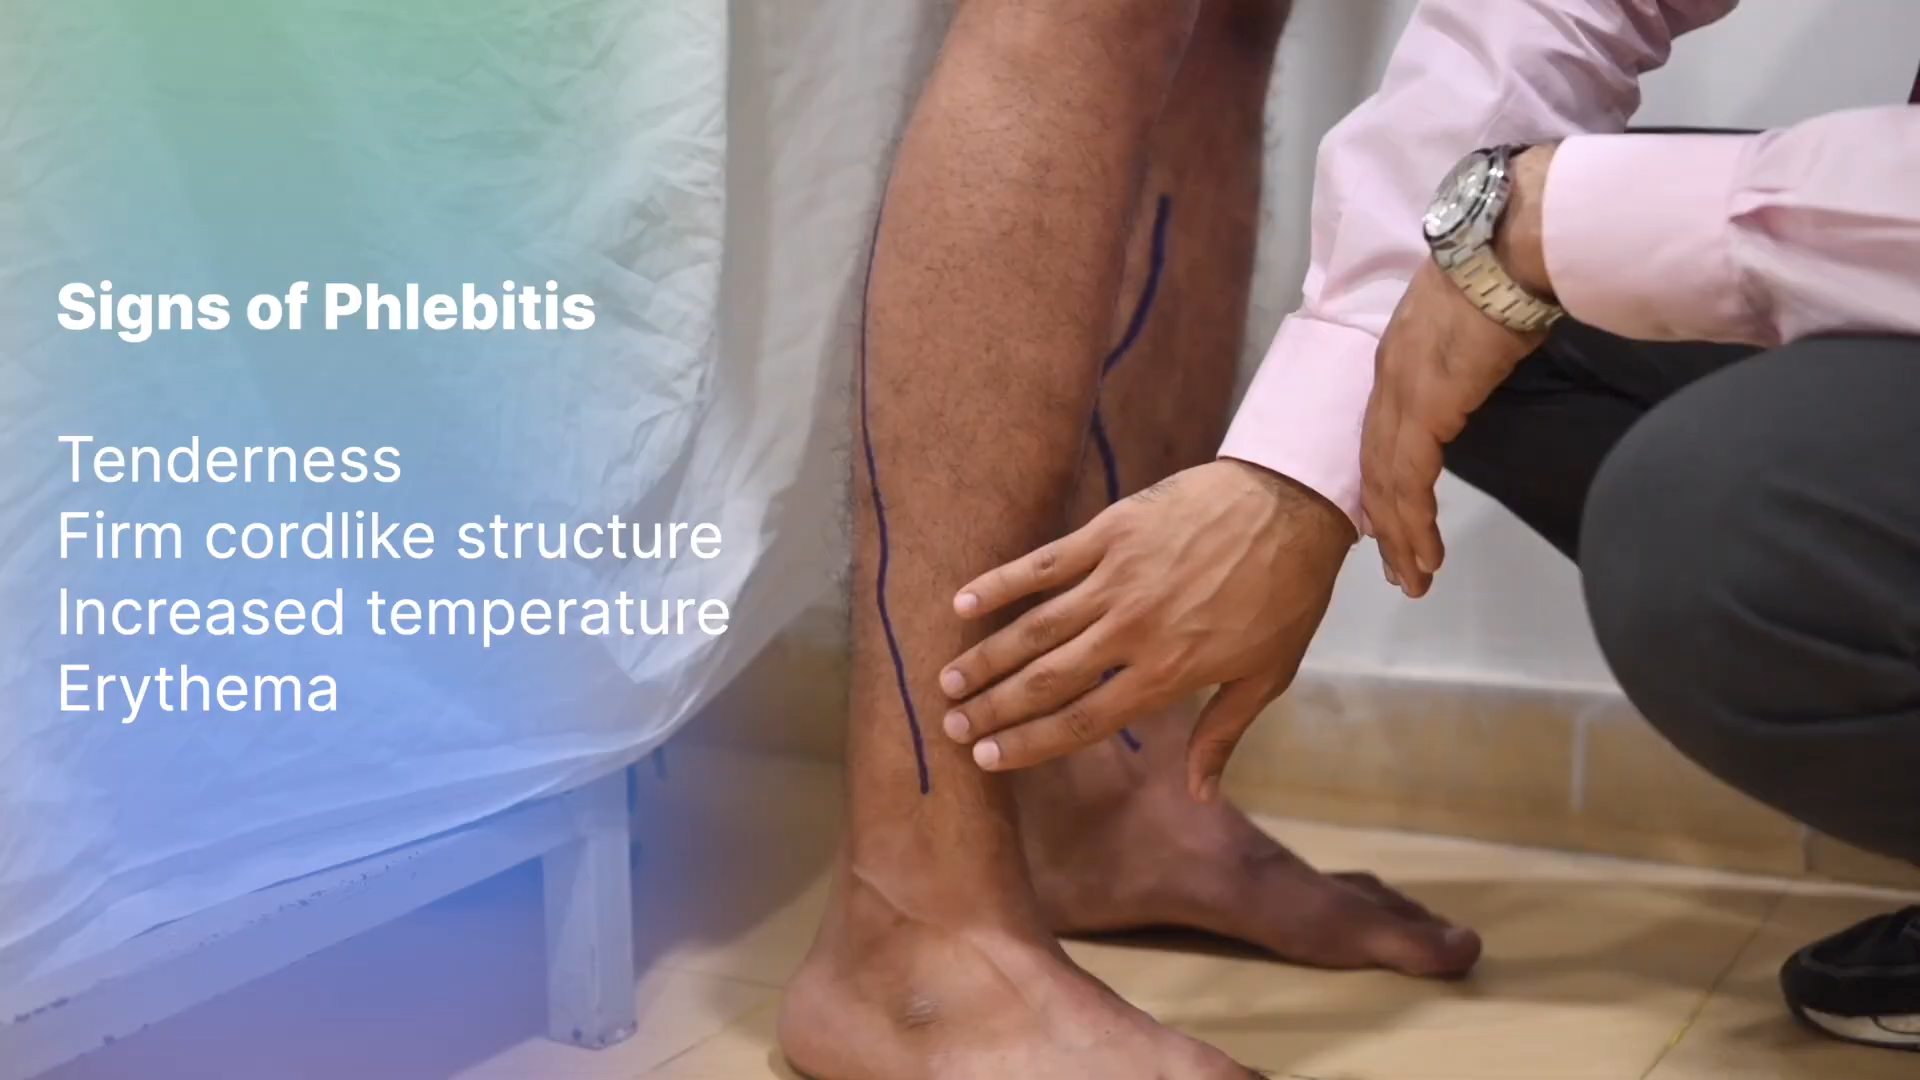 Signs of Phlebitis
Tenderness
Firm cordlike structure
Increased temperature
Erythema